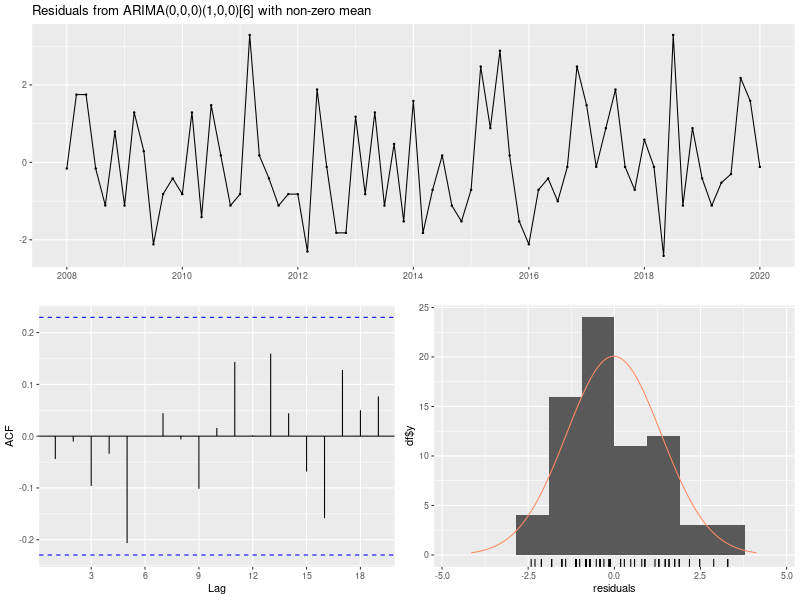 Residuals from ARIMA(0,0,0)(1,0,0)[6] with non-zero mean
2
0
-2
2008 2010 2012 2014 2016 2018 2020
ACF
0.2
0.1
0.0
-0.1
-0.2
3 6 9 12 15 18
Lag
df$y
25
20
15
10
5
0
-5.0 -2.5 0.0 2.5 5.0
residuals